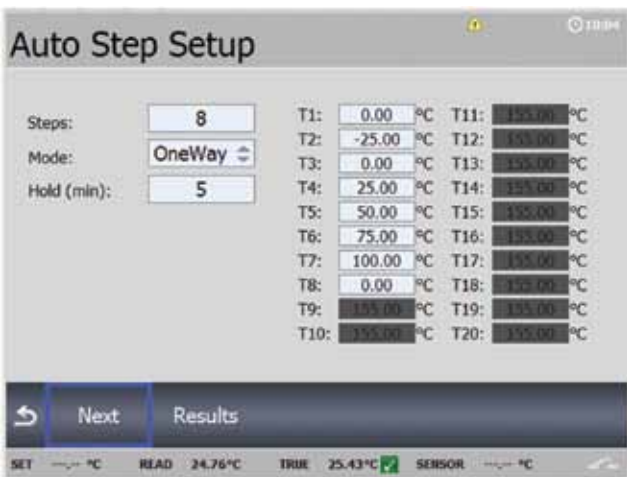 Auto Step Setup
10:04
Steps: 8
Mode: OneWay
Hold (min): 5
T1: 0.00 °C T11: 155.00 °C
T2: -25.00 °C T12: 155.00 °C
T3: 0.00 °C T13: 155.00 °C
T4: 25.00 °C T14: 155.00 °C
T5: 50.00 °C T15: 155.00 °C
T6: 75.00 °C T16: 155.00 °C
T7: 100.00 °C T17: 155.00 °C
T8: 0.00 °C T18: 155.00 °C
T9: 155.00 °C T19: 155.00 °C
T10: 155.00 °C T20: 155.00 °C
Next Results
SET ---.-- °C READ 24.76°C TRUE 25.43°C SENSOR ---.-- °C